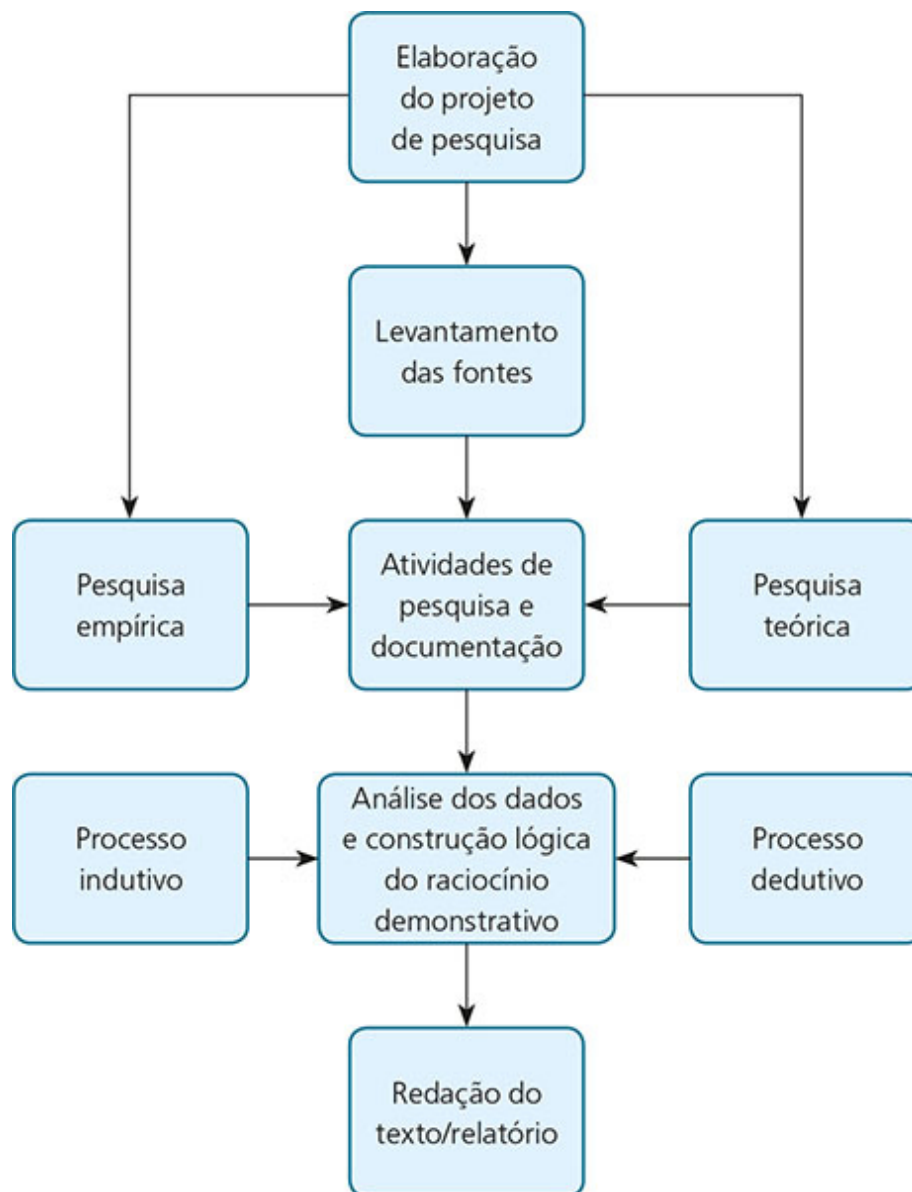 Elaboração
do projeto
de pesquisa
Levantamento
das fontes
Pesquisa
empírica
Atividades de
pesquisa e
documentação
Pesquisa
teórica
Processo
indutivo
Análise dos dados
e construção lógica
do raciocínio
demonstrativo
Processo
dedutivo
Redação do
texto/relatório